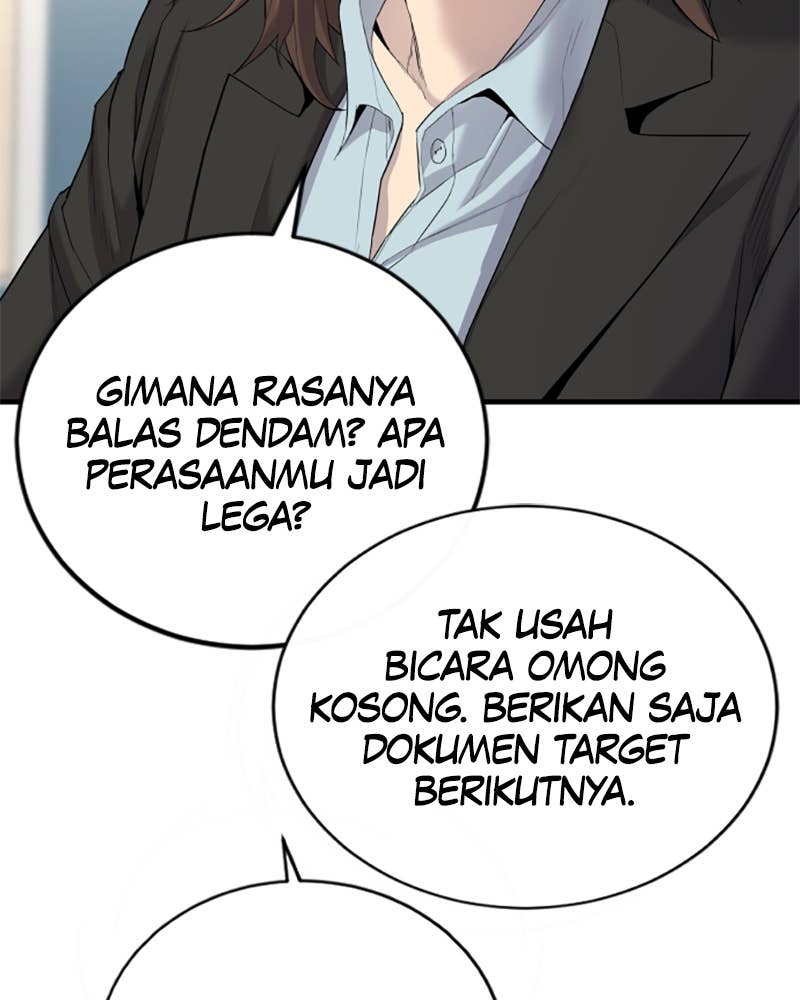 GIMANA RASANYA
BALAS DENDAM? APA
PERASAANMU JADI
LEGA?
TAK USAH
BICARA OMONG
KOSONG. BERIKAN SAJA
DOKUMEN TARGET
BERIKUTNYA.